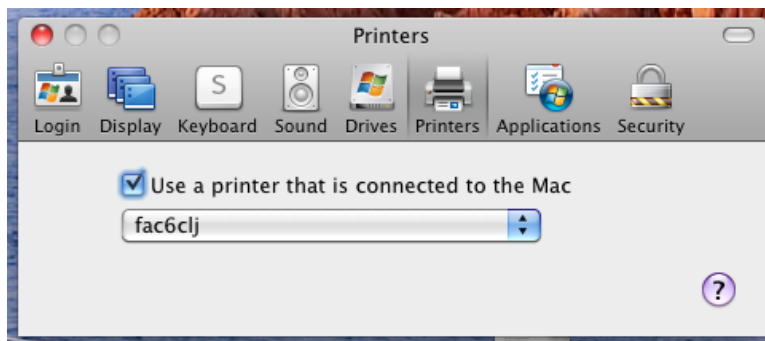 Printers
S
Login Display Keyboard Sound Drives Printers Applications Security
Use a printer that is connected to the Mac
fac6clj
?